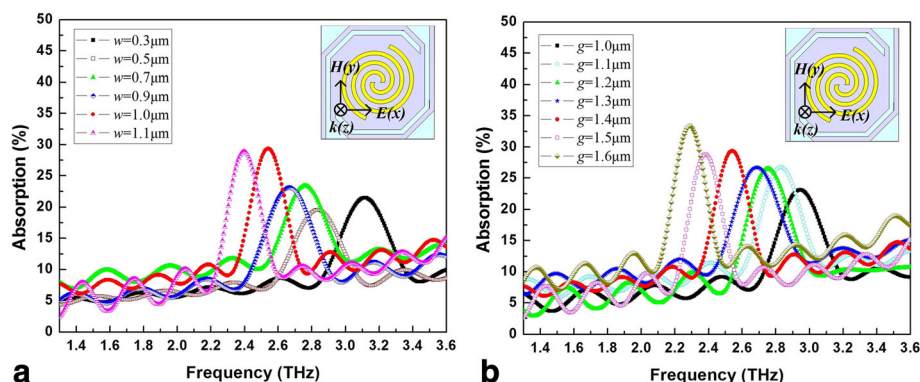 50
45
40
35
30
25
20
15
10
5
0
Absorption (%)
w=0.3μm
w=0.5μm
w=0.7μm
w=0.9μm
w=1.0μm
w=1.1μm
H(y)
E(x)
k(z)
1.4 1.6 1.8 2.0 2.2 2.4 2.6 2.8 3.0 3.2 3.4 3.6
Frequency (THz)
a
50
45
40
35
30
25
20
15
10
5
0
Absorption (%)
g=1.0μm
g=1.1μm
g=1.2μm
g=1.3μm
g=1.4μm
g=1.5μm
g=1.6μm
H(y)
E(x)
k(z)
1.4 1.6 1.8 2.0 2.2 2.4 2.6 2.8 3.0 3.2 3.4 3.6
Frequency (THz)
b